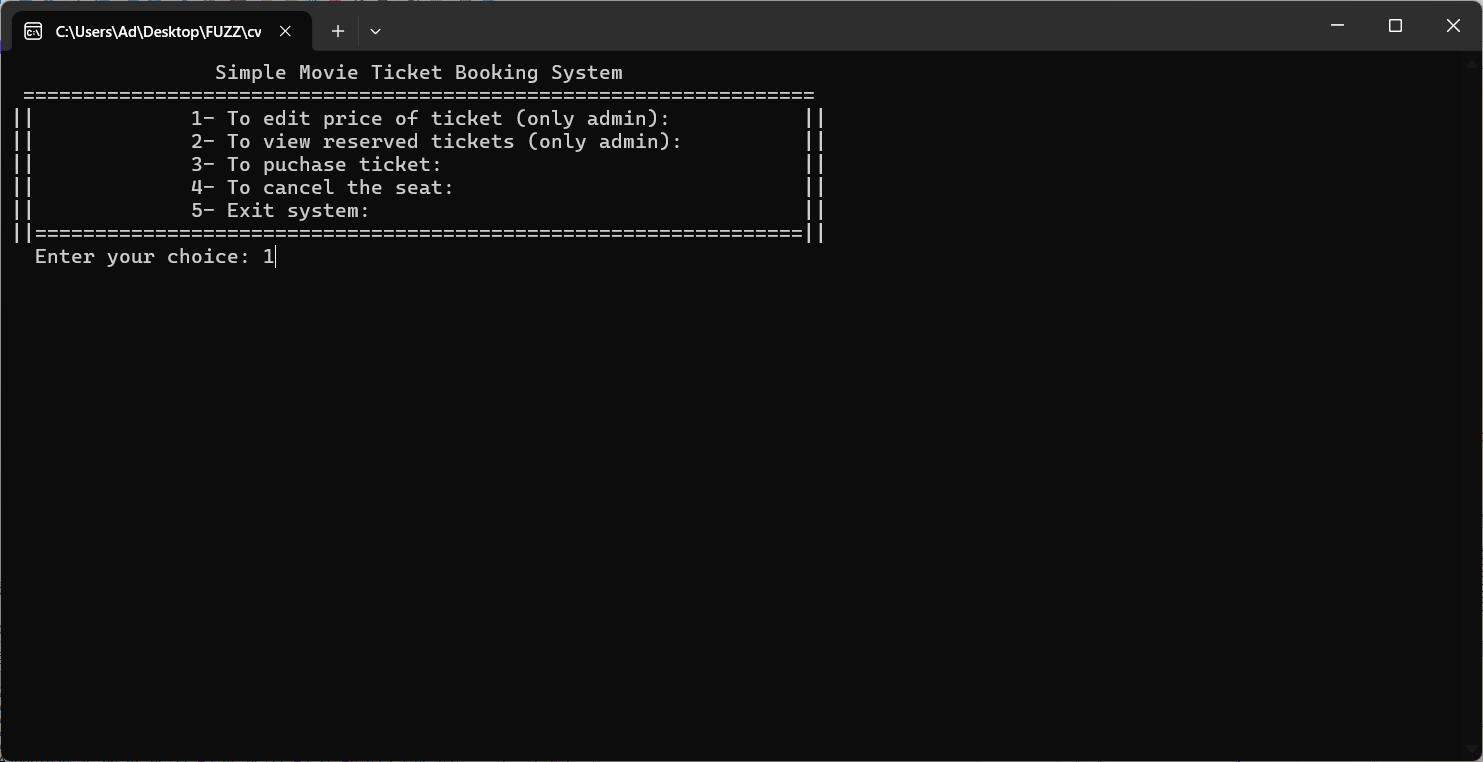 C:\Users\Ad\Desktop\FUZZ\cv
Simple Movie Ticket Booking System
==================================================================
|| 1- To edit price of ticket (only admin): ||
|| 2- To view reserved tickets (only admin): ||
|| 3- To puchase ticket: ||
|| 4- To cancel the seat: ||
|| 5- Exit system: ||
||================================================================||
Enter your choice: 1